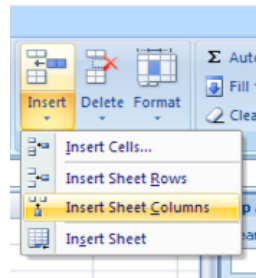 Insert Delete Format
Σ Auto
Fill
Clea
Insert Cells...
Insert Sheet Rows
Insert Sheet Columns
Insert Sheet